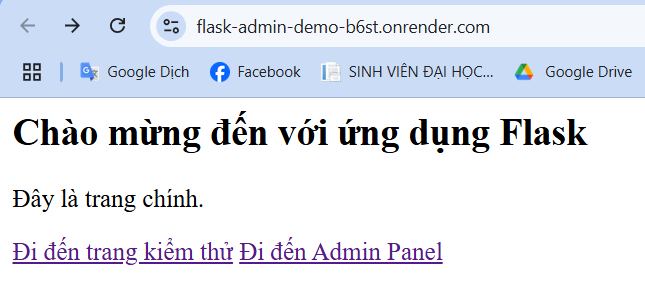 flask-admin-demo-b6st.onrender.com
Google Dịch Facebook SINH VIÊN ĐẠI HỌC... Google Drive
Chào mừng đến với ứng dụng Flask
Đây là trang chính.
Đi đến trang kiểm thử Đi đến Admin Panel